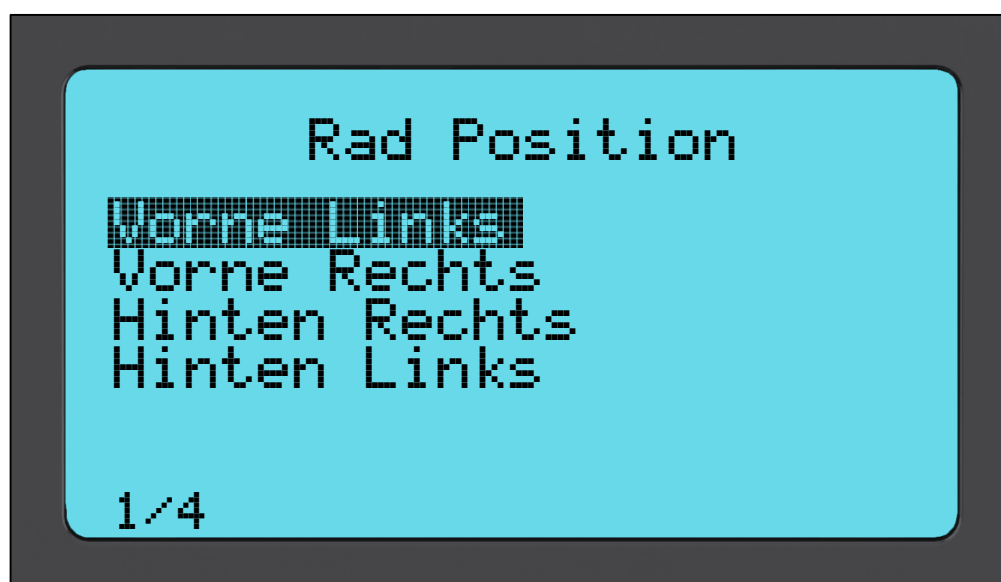 Rad Position
Vorne Links
Vorne Rechts
Hinten Rechts
Hinten Links
1/4